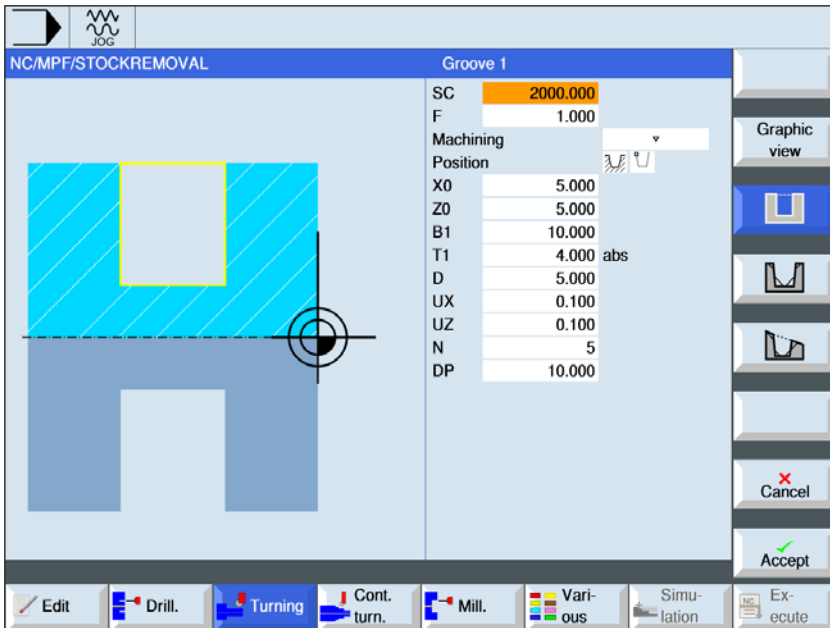 JOG
NC/MPF/STOCKREMOVAL
Groove 1
SC 2000.000
F 1.000
Machining ▿
Position
X0 5.000
Z0 5.000
B1 10.000
T1 4.000 abs
D 5.000
UX 0.100
UZ 0.100
N 5
DP 10.000
Graphic
view
Cancel
Accept
Edit
Drill.
Turning
Cont.
turn.
Mill.
Vari-
ous
Simu-
lation
NC
Ex-
ecute